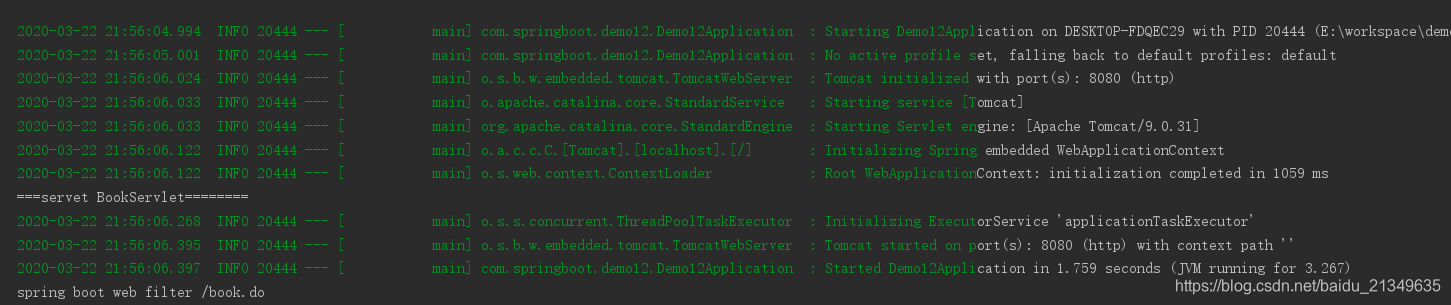 2020-03-22 21:56:04.994  INFO 20444 --- [           main] com.springboot.demo12.Demo12Application  : Starting Demo12Application on DESKTOP-FDQEC29 with PID 20444 (E:\workspace\demo
2020-03-22 21:56:05.001  INFO 20444 --- [           main] com.springboot.demo12.Demo12Application  : No active profile set, falling back to default profiles: default
2020-03-22 21:56:06.024  INFO 20444 --- [           main] o.s.b.w.embedded.tomcat.TomcatWebServer  : Tomcat initialized with port(s): 8080 (http)
2020-03-22 21:56:06.033  INFO 20444 --- [           main] o.apache.catalina.core.StandardService   : Starting service [Tomcat]
2020-03-22 21:56:06.033  INFO 20444 --- [           main] org.apache.catalina.core.StandardEngine  : Starting Servlet engine: [Apache Tomcat/9.0.31]
2020-03-22 21:56:06.122  INFO 20444 --- [           main] o.a.c.c.C.[Tomcat].[localhost].[/]       : Initializing Spring embedded WebApplicationContext
2020-03-22 21:56:06.122  INFO 20444 --- [           main] o.s.web.context.ContextLoader            : Root WebApplicationContext: initialization completed in 1059 ms
===servet BookServlet========
2020-03-22 21:56:06.268  INFO 20444 --- [           main] o.s.s.concurrent.ThreadPoolTaskExecutor  : Initializing ExecutorService 'applicationTaskExecutor'
2020-03-22 21:56:06.395  INFO 20444 --- [           main] o.s.b.w.embedded.tomcat.TomcatWebServer  : Tomcat started on port(s): 8080 (http) with context path ''
2020-03-22 21:56:06.397  INFO 20444 --- [           main] com.springboot.demo12.Demo12Application  : Started Demo12Application in 1.759 seconds (JVM running for 3.267)
spring boot web filter /book.do
https://blog.csdn.net/baidu_21349635